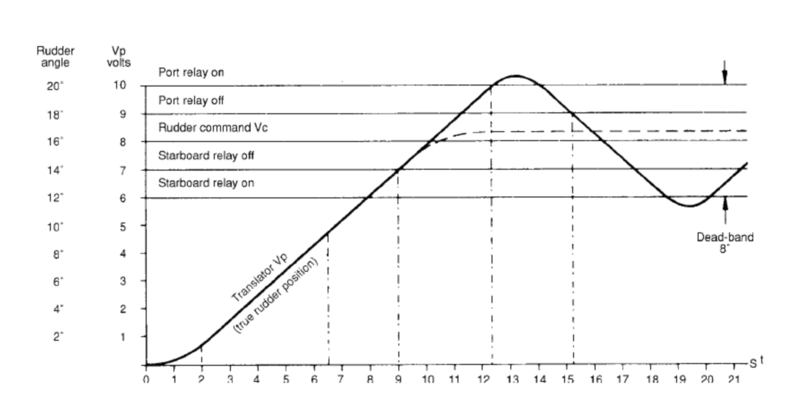 Rudder angle
Vp volts
Port relay on
20° 10
Port relay off
18° 9
Rudder command Vc
16° 8
Starboard relay off
14° 7
Starboard relay on
12° 6
10° 5
8° 4
6° 3
4° 2
2° 1
Translator Vp
(true rudder position)
Dead-band
8°
0 1 2 3 4 5 6 7 8 9 10 11 12 13 14 15 16 17 18 19 20 21
S t